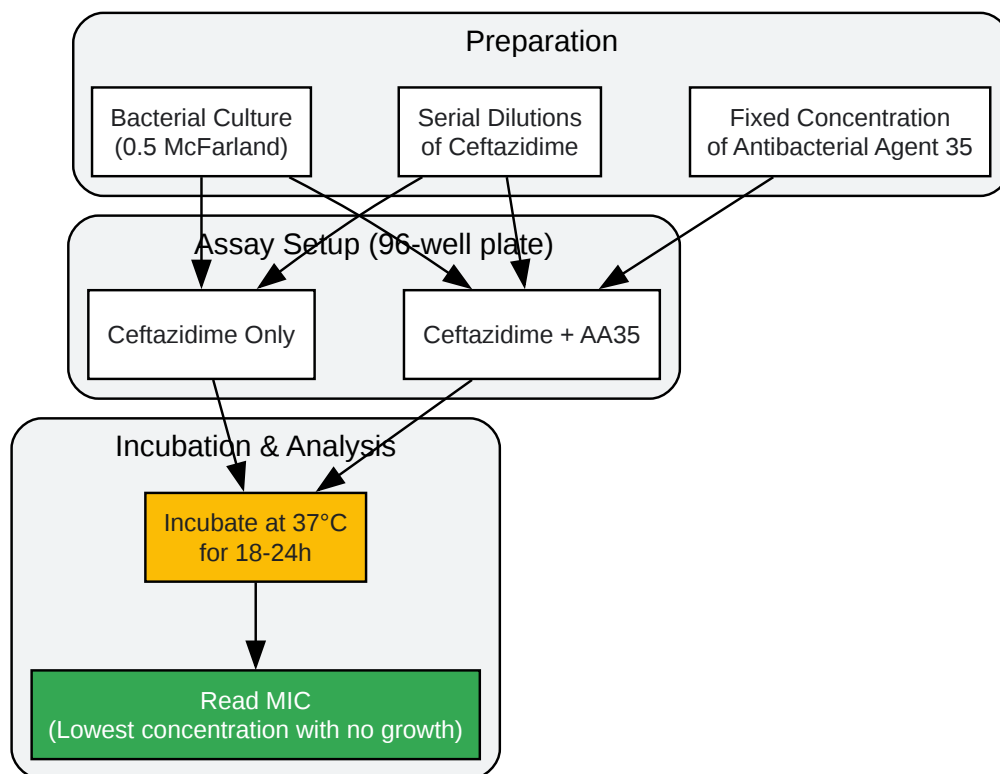 Preparation
Bacterial Culture
(0.5 McFarland)
Serial Dilutions
of Ceftazidime
Fixed Concentration
of Antibacterial Agent 35
Assay Setup (96-well plate)
Ceftazidime Only
Ceftazidime + AA35
Incubation & Analysis
Incubate at 37°C
for 18-24h
Read MIC
(Lowest concentration with no growth)